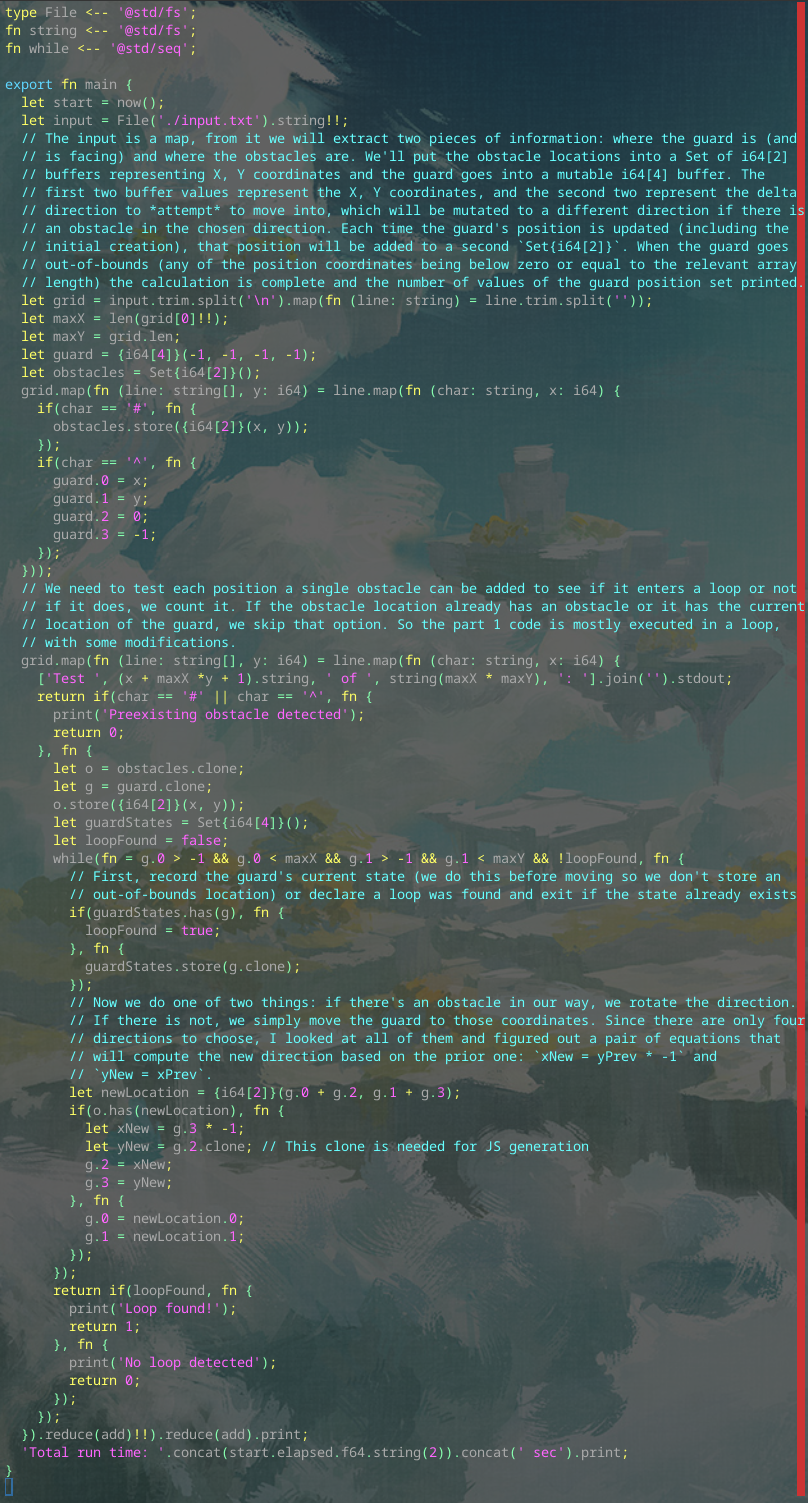 type File <-- '@std/fs';
fn string <-- '@std/fs';
fn while <-- '@std/seq';
export fn main {
  let start = now();
  let input = File('./input.txt').string!!;
  // The input is a map, from it we will extract two pieces of information: where the guard is (and
  // is facing) and where the obstacles are. We'll put the obstacle locations into a Set of i64[2]
  // buffers representing X, Y coordinates and the guard goes into a mutable i64[4] buffer. The
  // first two buffer values represent the X, Y coordinates, and the second two represent the delta
  // direction to *attempt* to move into, which will be mutated to a different direction if there is
  // an obstacle in the chosen direction. Each time the guard's position is updated (including the
  // initial creation), that position will be added to a second `Set{i64[2]}`. When the guard goes
  // out-of-bounds (any of the position coordinates being below zero or equal to the relevant array
  // length) the calculation is complete and the number of values of the guard position set printed.
  let grid = input.trim.split('\n').map(fn (line: string) = line.trim.split(''));
  let maxX = len(grid[0]!!);
  let maxY = grid.len;
  let guard = {i64[4]}(-1, -1, -1, -1);
  let obstacles = Set{i64[2]}();
  grid.map(fn (line: string[], y: i64) = line.map(fn (char: string, x: i64) {
    if(char == '#', fn {
      obstacles.store({i64[2]}(x, y));
    });
    if(char == '^', fn {
      guard.0 = x;
      guard.1 = y;
      guard.2 = 0;
      guard.3 = -1;
    });
  }));
  // We need to test each position a single obstacle can be added to see if it enters a loop or not
  // if it does, we count it. If the obstacle location already has an obstacle or it has the current
  // location of the guard, we skip that option. So the part 1 code is mostly executed in a loop,
  // with some modifications.
  grid.map(fn (line: string[], y: i64) = line.map(fn (char: string, x: i64) {
    ['Test ', (x + maxX *y + 1).string, ' of ', string(maxX * maxY), ': '].join('').stdout;
    return if(char == '#' || char == '^', fn {
      print('Preexisting obstacle detected');
      return 0;
    }, fn {
      let o = obstacles.clone;
      let g = guard.clone;
      o.store({i64[2]}(x, y));
      let guardStates = Set{i64[4]}();
      let loopFound = false;
      while(fn = g.0 > -1 && g.0 < maxX && g.1 > -1 && g.1 < maxY && !loopFound, fn {
        // First, record the guard's current state (we do this before moving so we don't store an
        // out-of-bounds location) or declare a loop was found and exit if the state already exists
        if(guardStates.has(g), fn {
          loopFound = true;
        }, fn {
          guardStates.store(g.clone);
        });
        // Now we do one of two things: if there's an obstacle in our way, we rotate the direction.
        // If there is not, we simply move the guard to those coordinates. Since there are only four
        // directions to choose, I looked at all of them and figured out a pair of equations that
        // will compute the new direction based on the prior one: `xNew = yPrev * -1` and
        // `yNew = xPrev`.
        let newLocation = {i64[2]}(g.0 + g.2, g.1 + g.3);
        if(o.has(newLocation), fn {
          let xNew = g.3 * -1;
          let yNew = g.2.clone; // This clone is needed for JS generation
          g.2 = xNew;
          g.3 = yNew;
        }, fn {
          g.0 = newLocation.0;
          g.1 = newLocation.1;
        });
      });
      return if(loopFound, fn {
        print('Loop found!');
        return 1;
      }, fn {
        print('No loop detected');
        return 0;
      });
    });
  }).reduce(add)!!).reduce(add).print;
  'Total run time: '.concat(start.elapsed.f64.string(2)).concat(' sec').print;
}